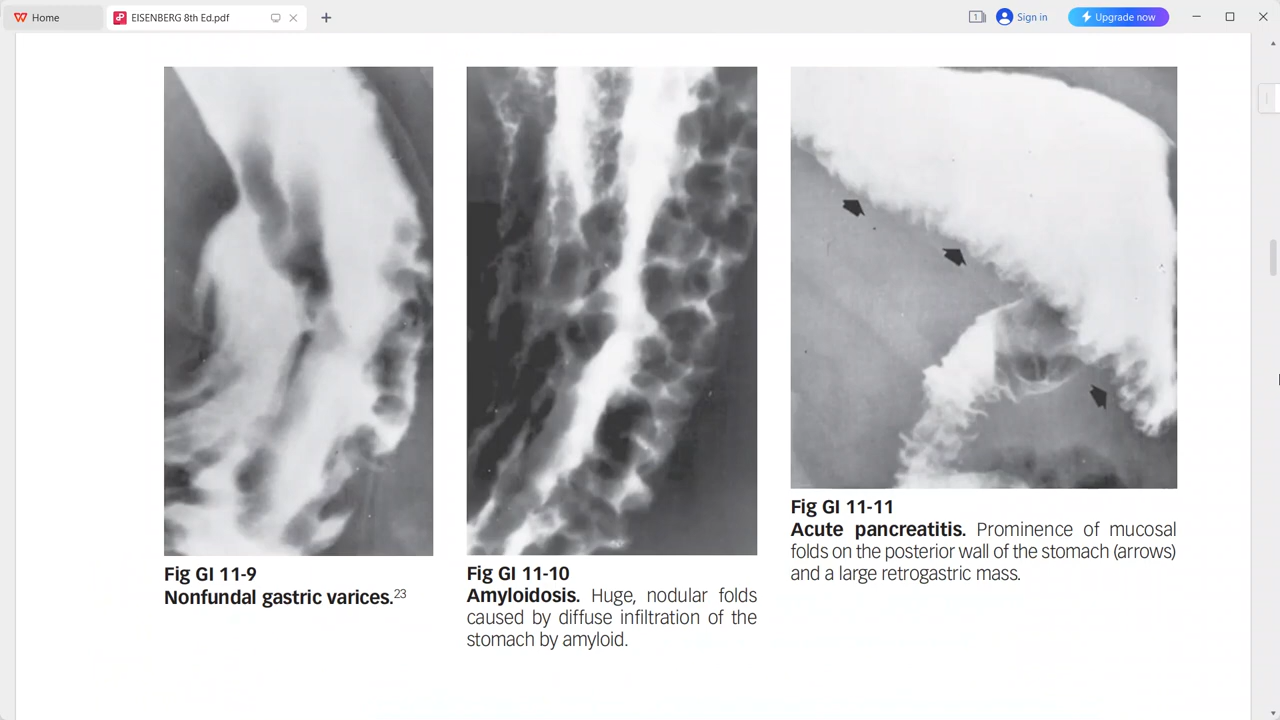 Home
EISENBERG 8th Ed.pdf
1
Sign in
Upgrade now
Fig GI 11-9
Nonfundal gastric varices.23
Fig GI 11-10
Amyloidosis. Huge, nodular folds
caused by diffuse infiltration of the
stomach by amyloid.
Fig GI 11-11
Acute pancreatitis. Prominence of mucosal
folds on the posterior wall of the stomach (arrows)
and a large retrogastric mass.